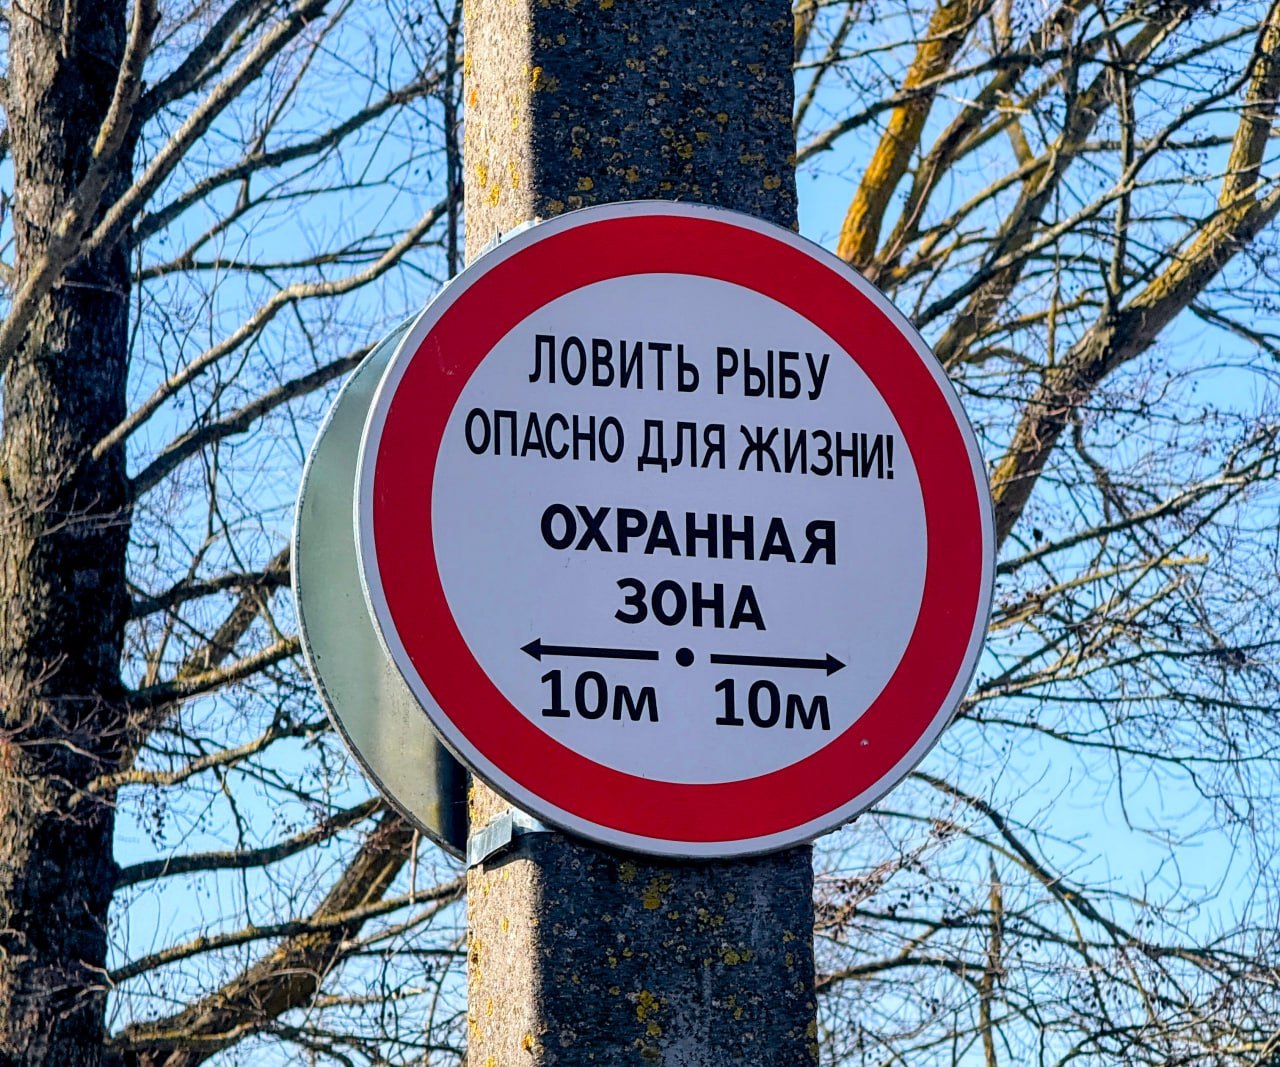 ЛОВИТЬ РЫБУ
ОПАСНО ДЛЯ ЖИЗНИ!
ОХРАННАЯ
ЗОНА
10м 10м